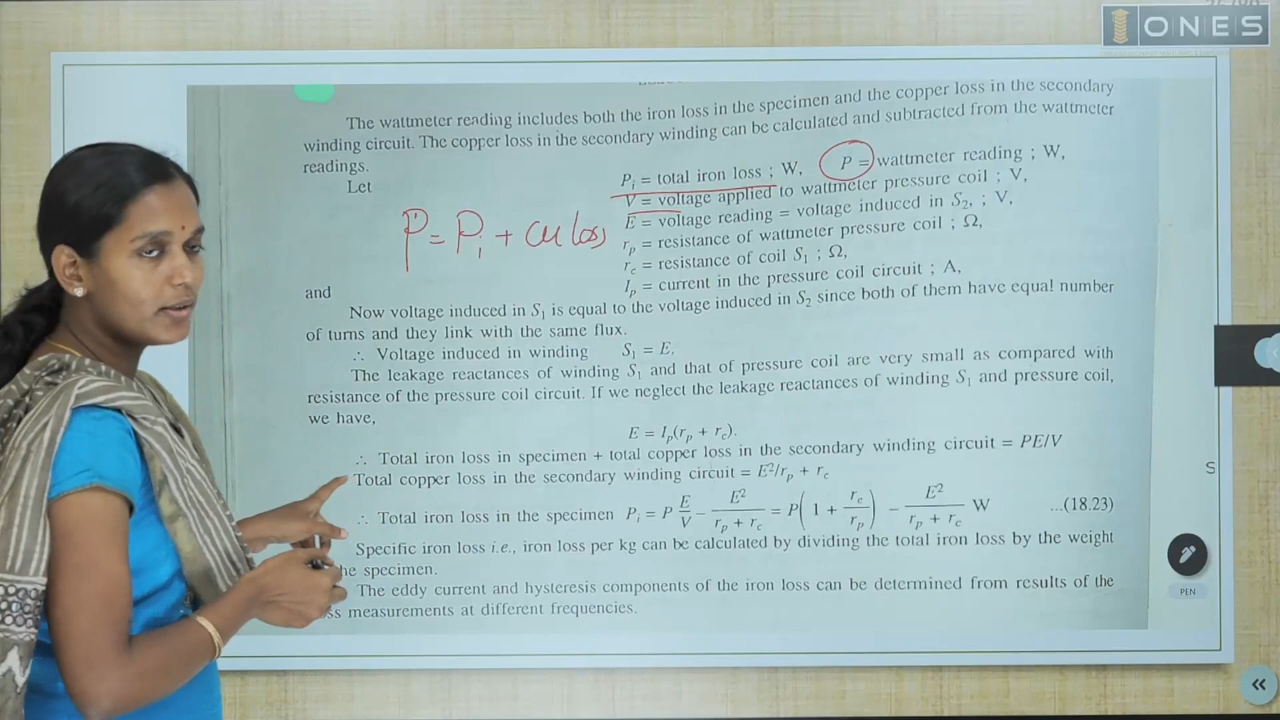 ONES
The wattmeter reading includes both the iron loss in the specimen and the copper loss in the secondary
winding circuit. The copper loss in the secondary winding can be calculated and subtracted from the wattmeter
readings.
Let P_i = total iron loss ; W, P = wattmeter reading ; W,
V = voltage applied to wattmeter pressure coil ; V,
P = P_i + cu loss
E = voltage reading = voltage induced in S_2, ; V,
r_p = resistance of wattmeter pressure coil ; Ω,
r_c = resistance of coil S_1 ; Ω,
and I_p = current in the pressure coil circuit ; A,
Now voltage induced in S_1 is equal to the voltage induced in S_2 since both of them have equal number
of turns and they link with the same flux.
∴ Voltage induced in winding S_1 = E.
The leakage reactances of winding S_1 and that of pressure coil are very small as compared with
resistance of the pressure coil circuit. If we neglect the leakage reactances of winding S_1 and pressure coil,
we have,
E = I_p(r_p + r_c).
∴ Total iron loss in specimen + total copper loss in the secondary winding circuit = PE/V
Total copper loss in the secondary winding circuit = E²/r_p + r_c
∴ Total iron loss in the specimen P_i = P E/V − E²/(r_p + r_c) = P(1 + r_c/r_p) − E²/(r_p + r_c) W ...(18.23)
Specific iron loss i.e., iron loss per kg can be calculated by dividing the total iron loss by the weight
he specimen.
The eddy current and hysteresis components of the iron loss can be determined from results of the
ss measurements at different frequencies.
S
PEN